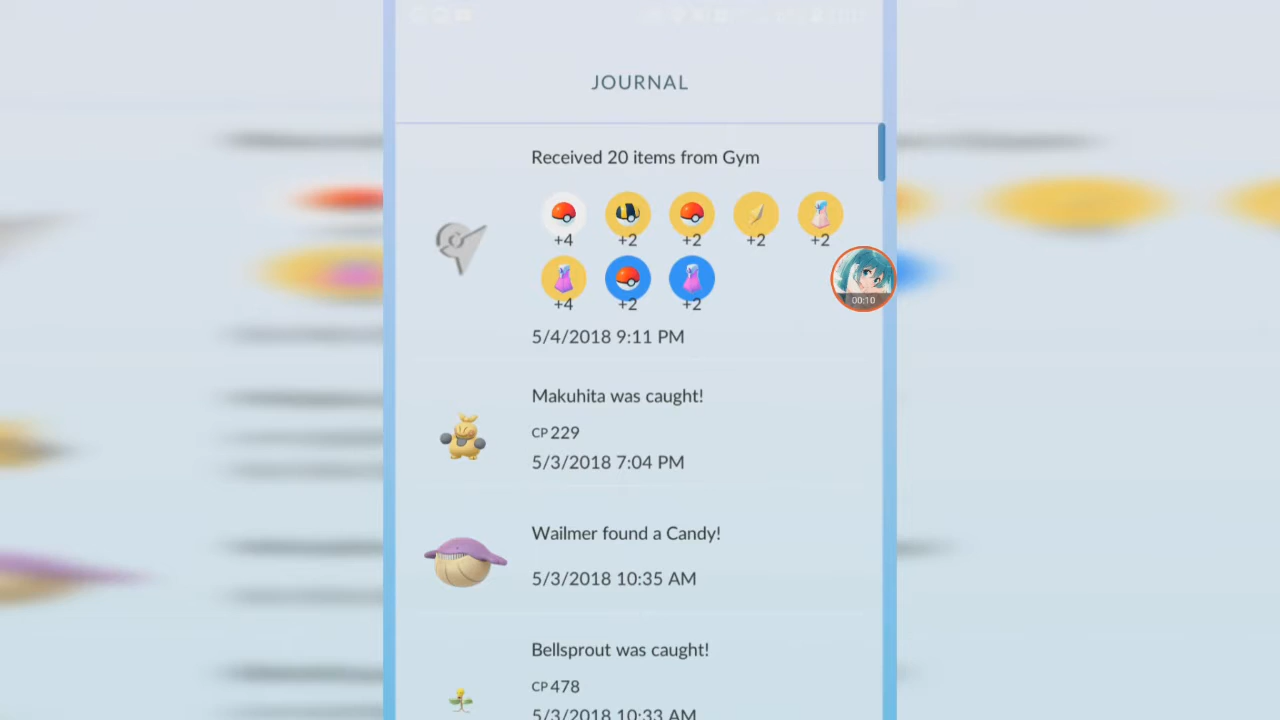 JOURNAL
Received 20 items from Gym
+4 +2 +2 +2 +2
+4 +2 +2
00:10
5/4/2018 9:11 PM
Makuhita was caught!
CP 229
5/3/2018 7:04 PM
Wailmer found a Candy!
5/3/2018 10:35 AM
Bellsprout was caught!
CP 478
5/3/2018 10:33 AM